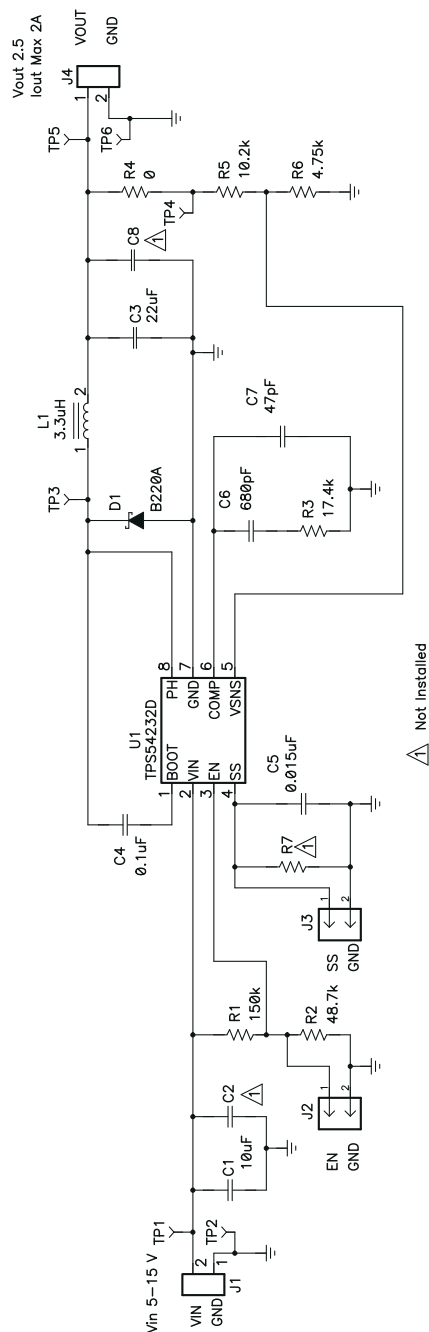 Vin 5-15 V
VIN
GND
J1
2
1
TP1
TP2
C1
10uF
C2
1
R1
150k
R2
48.7k
J2
EN
GND
1
2
J3
SS
GND
1
2
R7
1
C5
0.015uF
C4
0.1uF
U1
TPS54232D
1 BOOT
2 VIN
3 EN
4 SS
PH 8
GND 7
COMP 6
VSNS 5
D1
B220A
TP3
L1
3.3uH
1
2
C6
680pF
R3
17.4k
C7
47pF
C3
22uF
C8
1
TP4
R4
0
R5
10.2k
R6
4.75k
TP5
TP6
J4
1
2
VOUT
GND
Vout 2.5
Iout Max 2A
1 Not Installed